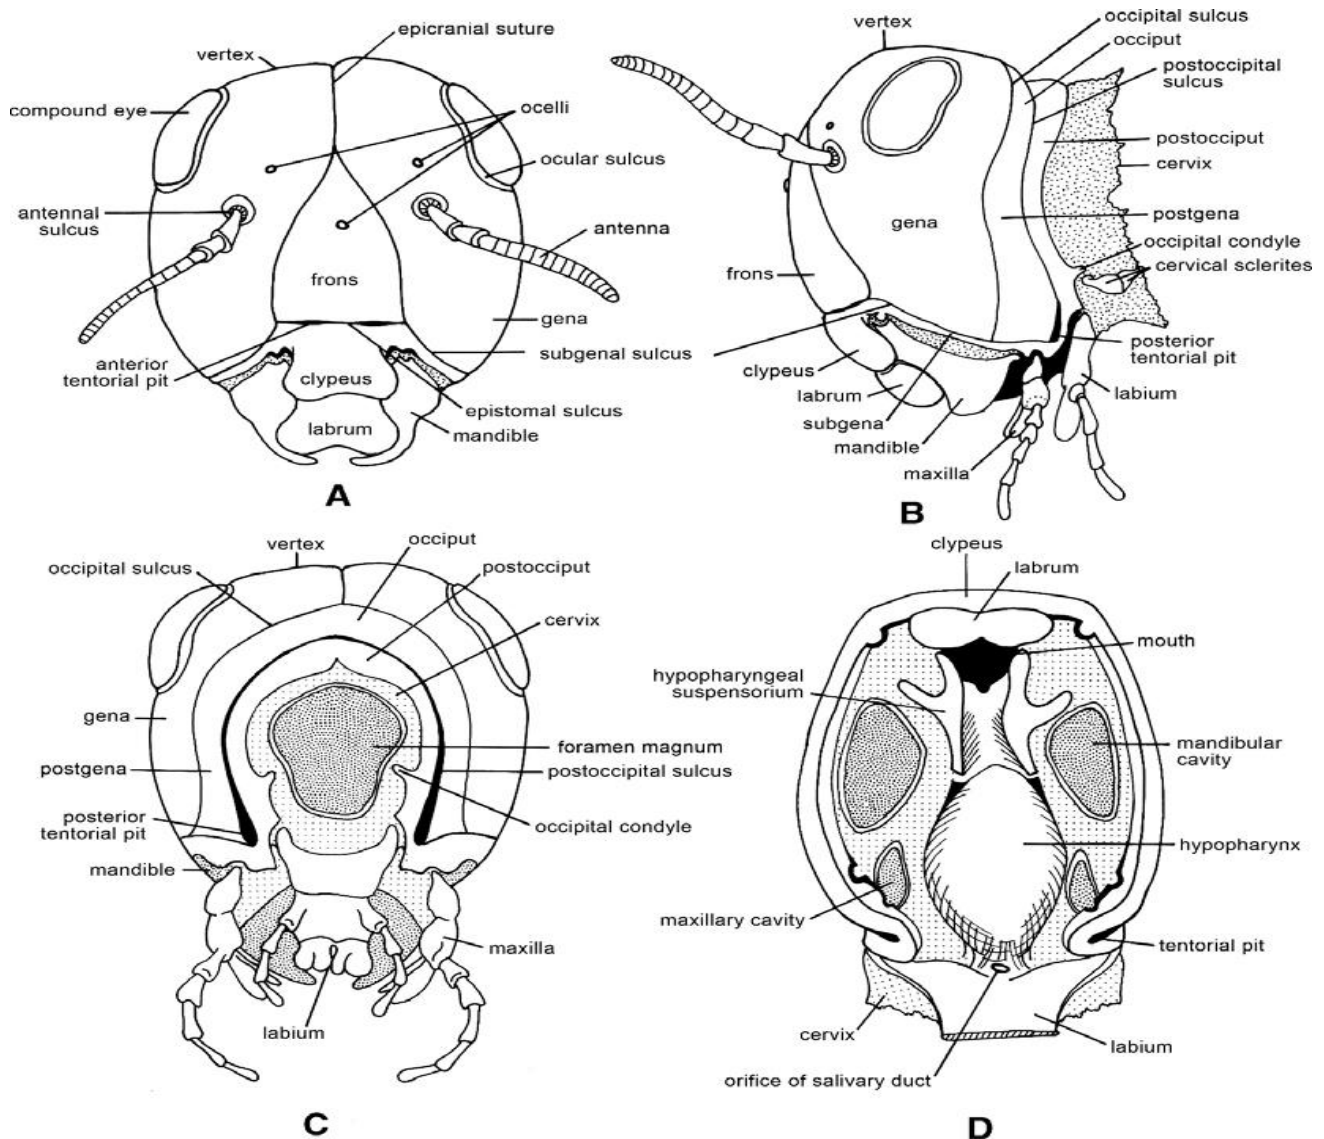 epicranial suture
vertex
compound eye
ocelli
ocular sulcus
antennal
sulcus
antenna
frons
gena
anterior
tentorial pit
subgenal sulcus
clypeus
epistomal sulcus
labrum
mandible
A
vertex
occipital sulcus
occiput
postoccipital
sulcus
postocciput
cervix
gena
postgena
occipital condyle
cervical sclerites
frons
posterior
tentorial pit
clypeus
labrum
labium
subgena
mandible
maxilla
B
vertex
occiput
occipital sulcus
postocciput
cervix
gena
foramen magnum
postgena
postoccipital sulcus
posterior
tentorial pit
occipital condyle
mandible
maxilla
labium
C
clypeus
labrum
mouth
hypopharyngeal
suspensorium
mandibular
cavity
hypopharynx
maxillary cavity
tentorial pit
cervix
labium
orifice of salivary duct
D